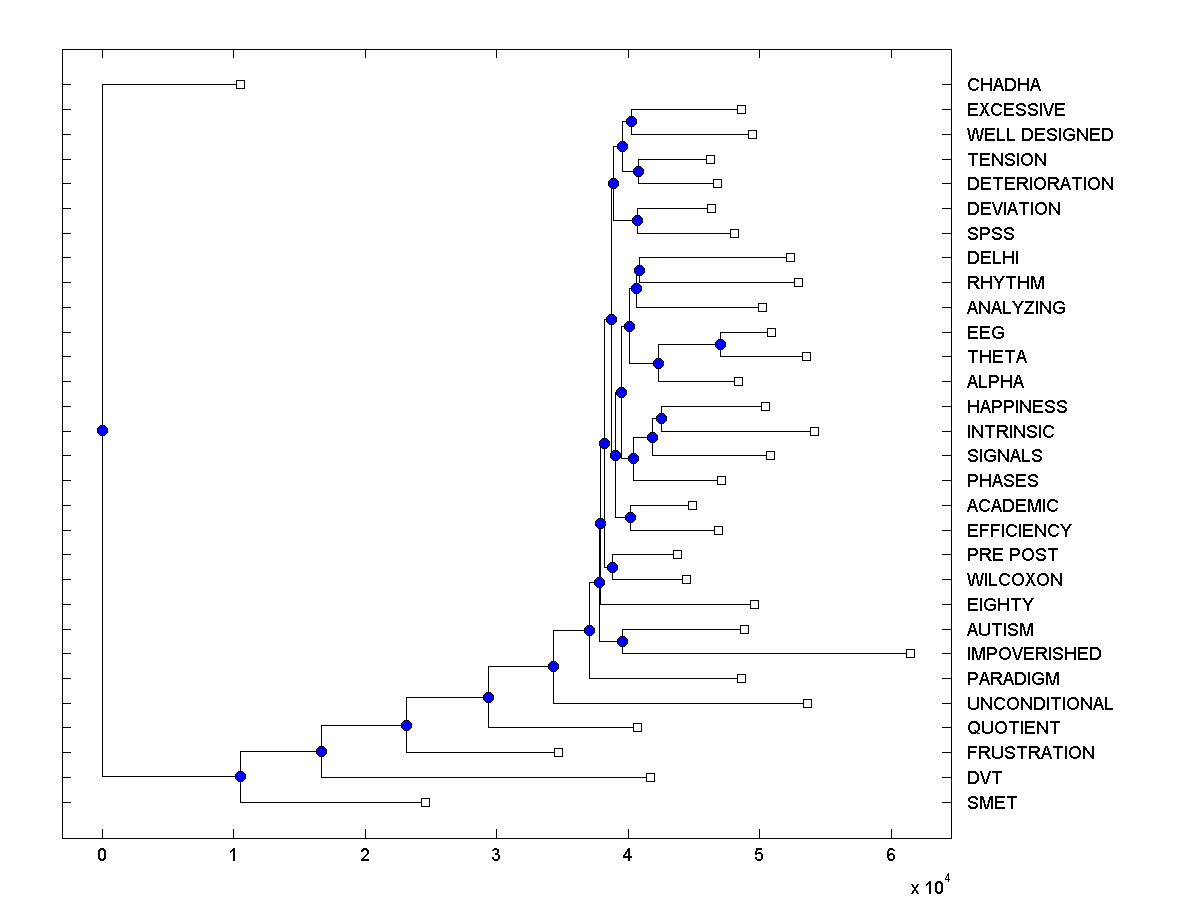 CHADHA
EXCESSIVE
WELL DESIGNED
TENSION
DETERIORATION
DEVIATION
SPSS
DELHI
RHYTHM
ANALYZING
EEG
THETA
ALPHA
HAPPINESS
INTRINSIC
SIGNALS
PHASES
ACADEMIC
EFFICIENCY
PRE POST
WILCOXON
EIGHTY
AUTISM
IMPOVERISHED
PARADIGM
UNCONDITIONAL
QUOTIENT
FRUSTRATION
DVT
SMET
0 1 2 3 4 5 6
x 10^4